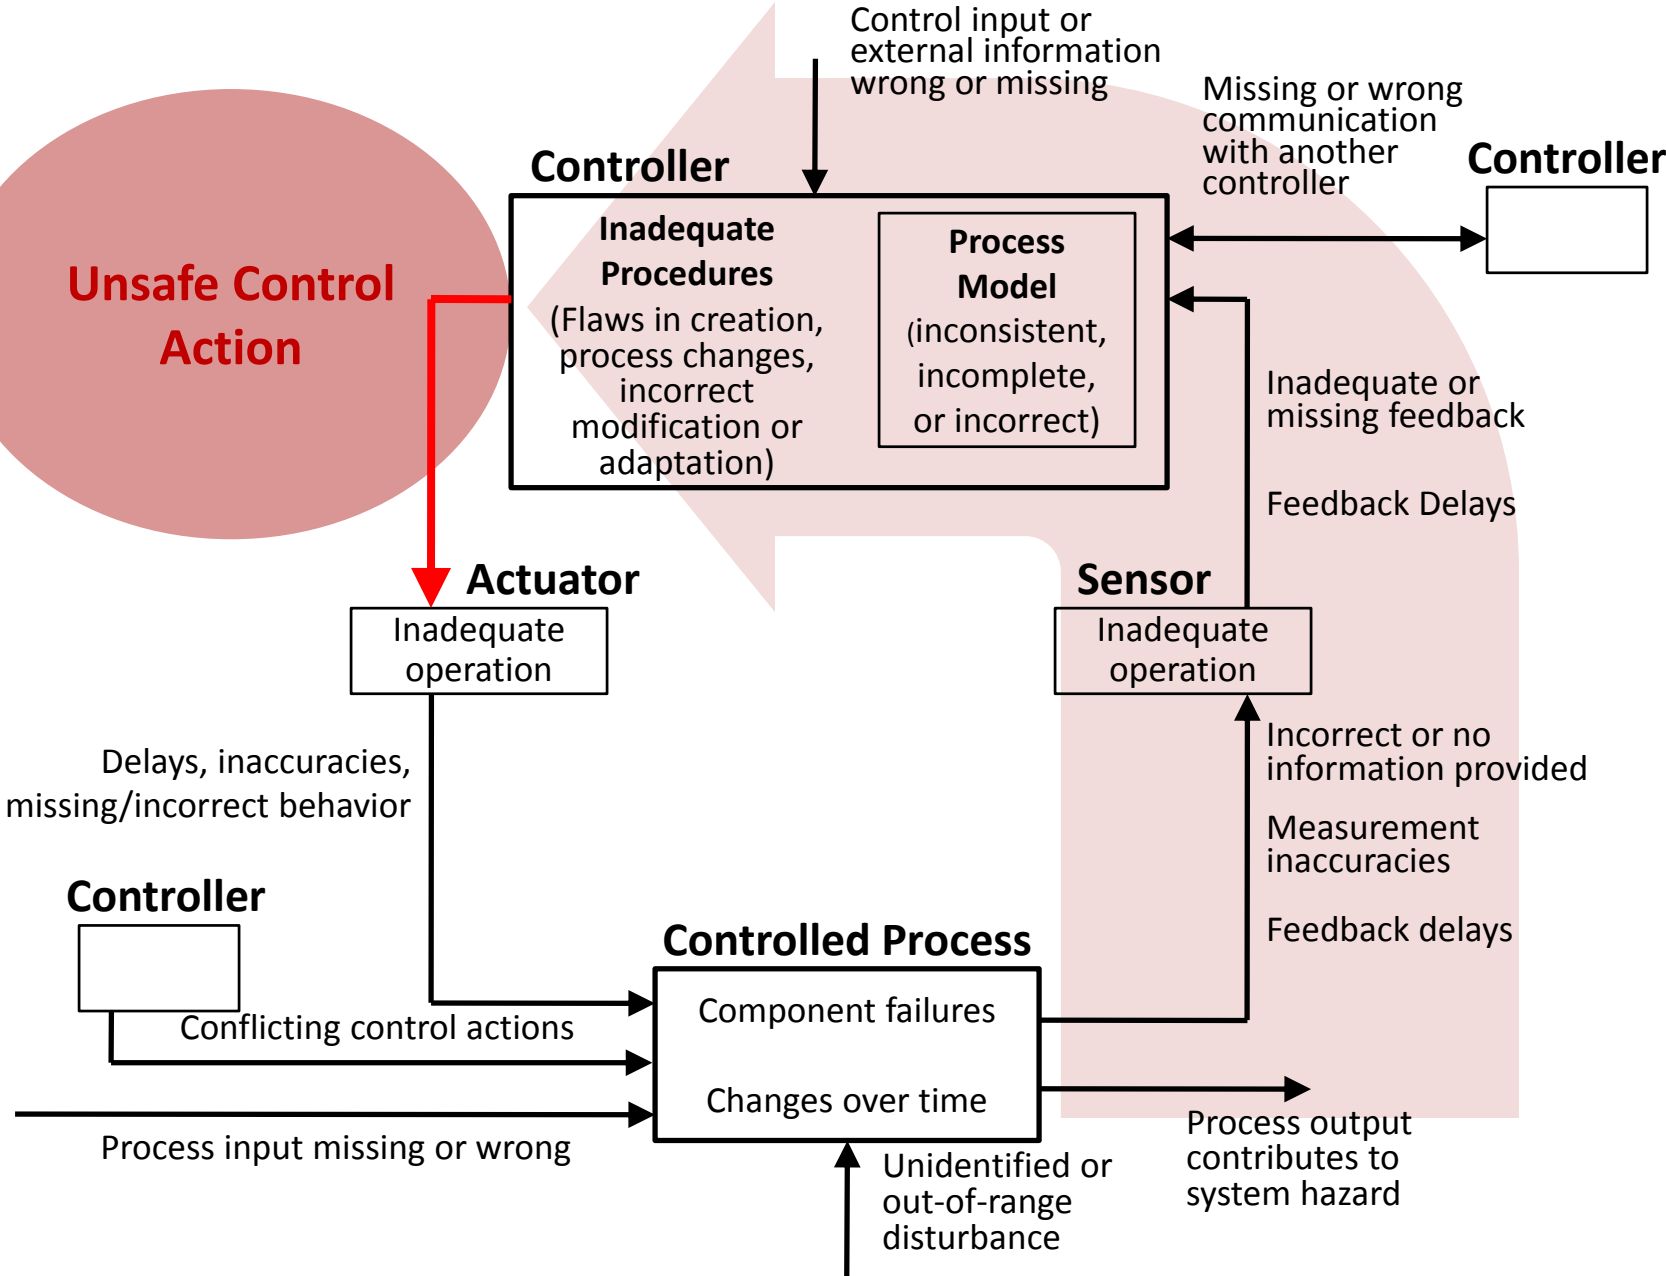 Control input or
external information
wrong or missing
Missing or wrong
communication
with another
controller
Controller
Controller
Unsafe Control
Action
Inadequate
Procedures
(Flaws in creation,
process changes,
incorrect
modification or
adaptation)
Process
Model
(inconsistent,
incomplete,
or incorrect)
Inadequate or
missing feedback
Feedback Delays
Actuator
Inadequate
operation
Sensor
Inadequate
operation
Delays, inaccuracies,
missing/incorrect behavior
Incorrect or no
information provided
Measurement
inaccuracies
Feedback delays
Controller
Conflicting control actions
Controlled Process
Component failures
Changes over time
Process input missing or wrong
Unidentified or
out-of-range
disturbance
Process output
contributes to
system hazard